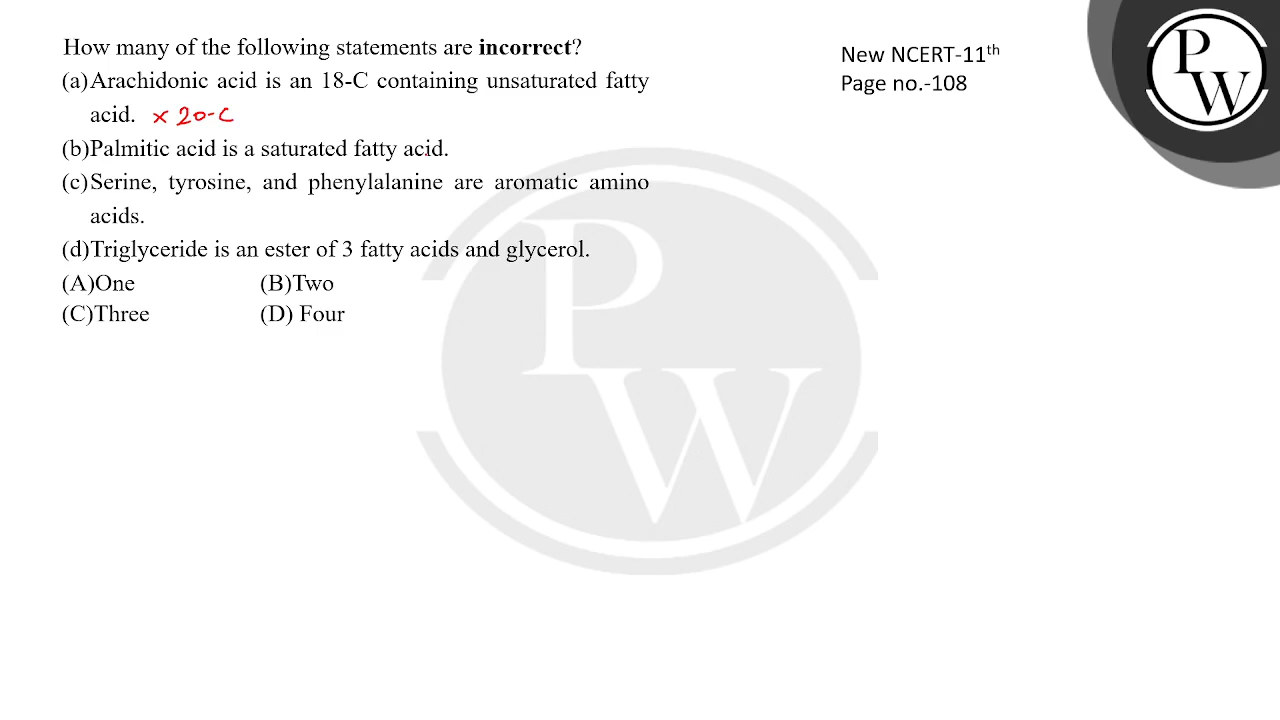 How many of the following statements are incorrect?
(a)Arachidonic acid is an 18-C containing unsaturated fatty
acid. × 20-C
(b)Palmitic acid is a saturated fatty acid.
(c)Serine, tyrosine, and phenylalanine are aromatic amino
acids.
(d)Triglyceride is an ester of 3 fatty acids and glycerol.
(A)One (B)Two
(C)Three (D) Four
New NCERT-11th
Page no.-108
P
W
P
W